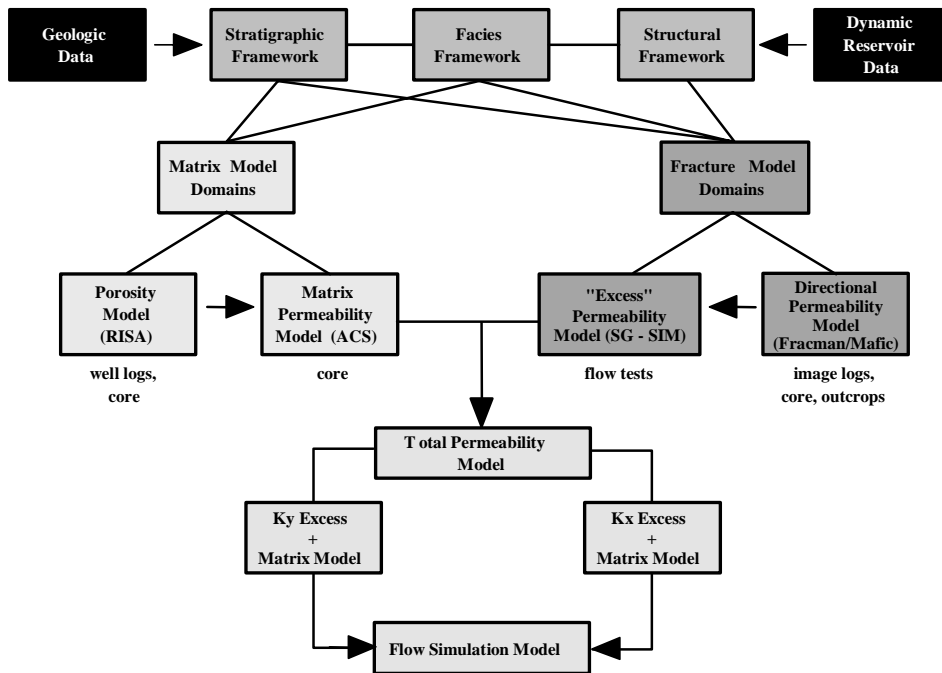 Geologic
Data
Stratigraphic
Framework
Facies
Framework
Structural
Framework
Dynamic
Reservoir
Data
Matrix Model
Domains
Fracture Model
Domains
Porosity
Model
(RISA)
Matrix
Permeability
Model (ACS)
"Excess"
Permeability
Model (SG - SIM)
Directional
Permeability
Model
(Fracman/Mafic)
well logs,
core
core
flow tests
image logs,
core, outcrops
T otal Permeability
Model
Ky Excess
+
Matrix Model
Kx Excess
+
Matrix Model
Flow Simulation Model